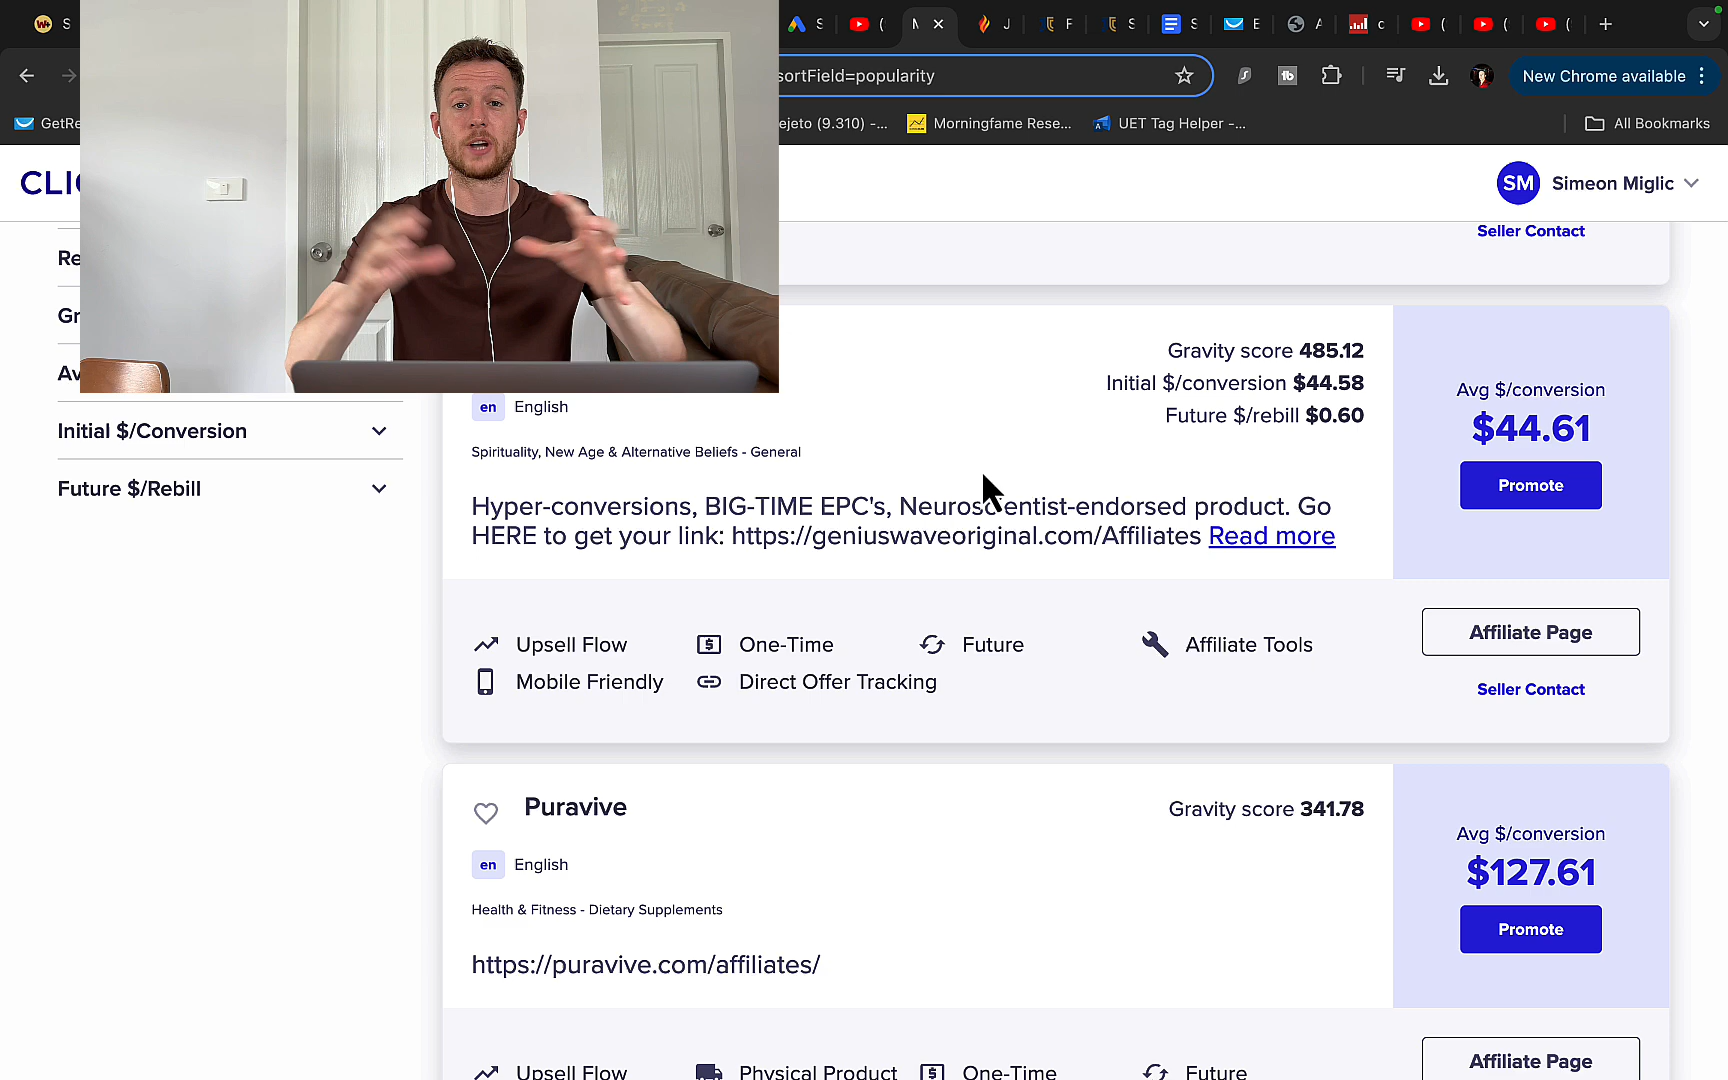 S
S
(
M
J
F
S
S
E
A
c
(
(
(
sortField=popularity
New Chrome available
GetRe
ejeto (9.310) -...
Morningfame Rese...
UET Tag Helper -...
All Bookmarks
CLIC
SM
Simeon Miglic
Seller Contact
Re
Gr
Av
Initial $/Conversion
Future $/Rebill
Gravity score 485.12
Initial $/conversion $44.58
Future $/rebill $0.60
Avg $/conversion
$44.61
Promote
en English
Spirituality, New Age & Alternative Beliefs - General
Hyper-conversions, BIG-TIME EPC's, Neuroscientist-endorsed product. Go
HERE to get your link: https://geniuswaveoriginal.com/Affiliates Read more
Upsell Flow
One-Time
Future
Affiliate Tools
Mobile Friendly
Direct Offer Tracking
Affiliate Page
Seller Contact
Puravive
Gravity score 341.78
en English
Health & Fitness - Dietary Supplements
https://puravive.com/affiliates/
Avg $/conversion
$127.61
Promote
Upsell Flow
Physical Product
One-Time
Future
Affiliate Page